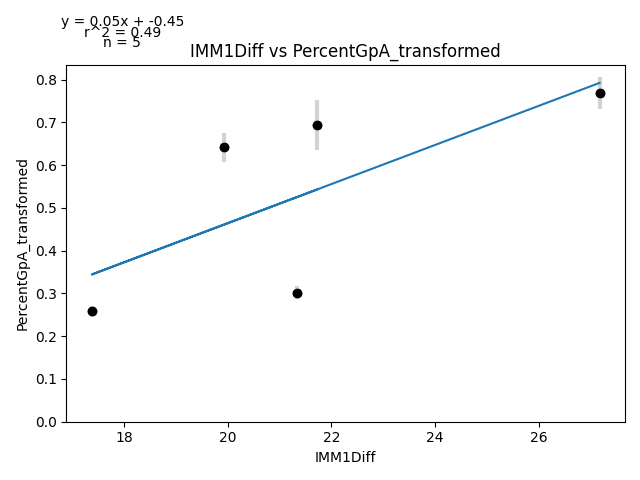 y = 0.05x + -0.45
r^2 = 0.49
n = 5
IMM1Diff vs PercentGpA_transformed
PercentGpA_transformed
0.8
0.7
0.6
0.5
0.4
0.3
0.2
0.1
0.0
18 20 22 24 26
IMM1Diff